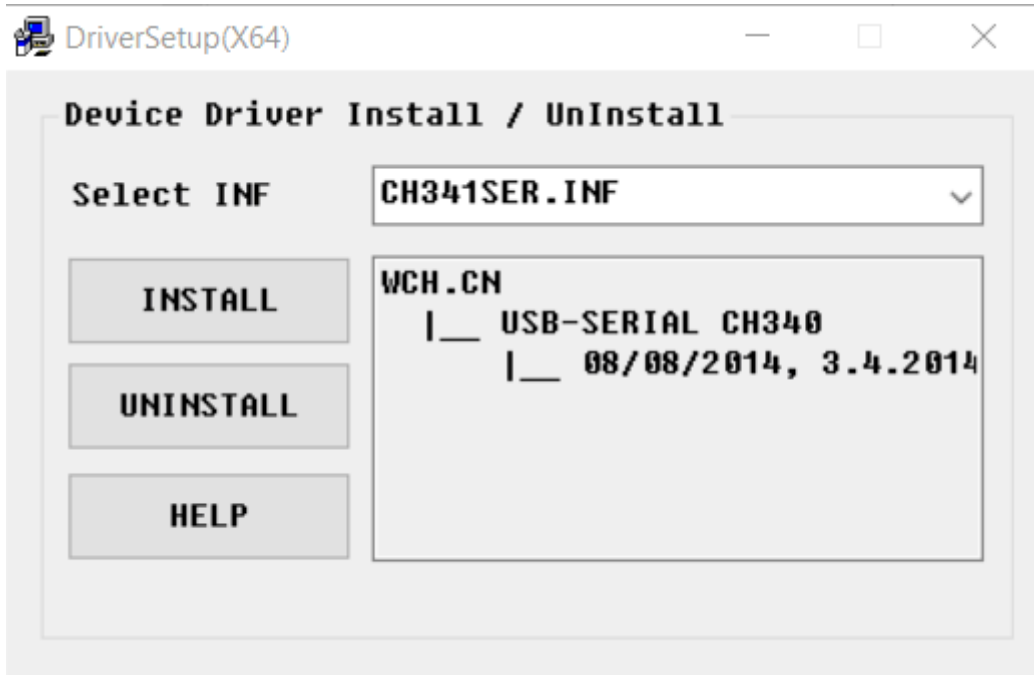 DriverSetup(X64)
Device Driver Install / UnInstall
Select INF
CH341SER.INF
INSTALL
UNINSTALL
HELP
WCH.CN
|__ USB-SERIAL CH340
|__ 08/08/2014, 3.4.2014